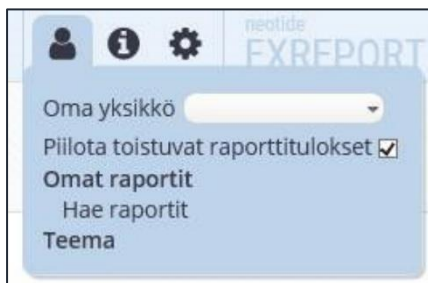 neotide
EXREPORT
Oma yksikkö
Piilota toistuvat raporttitulokset
Omat raportit
Hae raportit
Teema